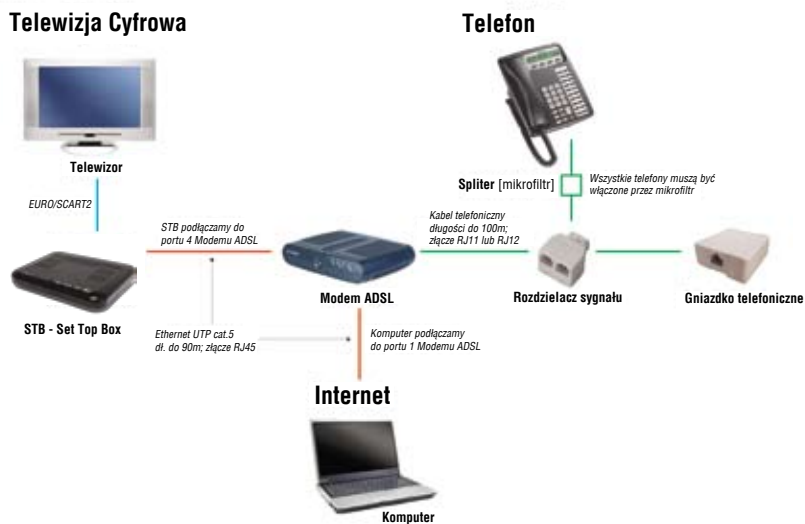 Telewizja Cyfrowa
Telefon
Telewizor
EURO/SCART2
Spliter [mikrofiltr]
Wszystkie telefony muszą być
włączone przez mikrofiltr
STB podłączamy do
portu 4 Modemu ADSL
Kabel telefoniczny
długości do 100m;
złącze RJ11 lub RJ12
STB - Set Top Box
Modem ADSL
Rozdzielacz sygnału
Gniazdko telefoniczne
Ethernet UTP cat.5
dł. do 90m; złącze RJ45
Komputer podłączamy
do portu 1 Modemu ADSL
Internet
Komputer